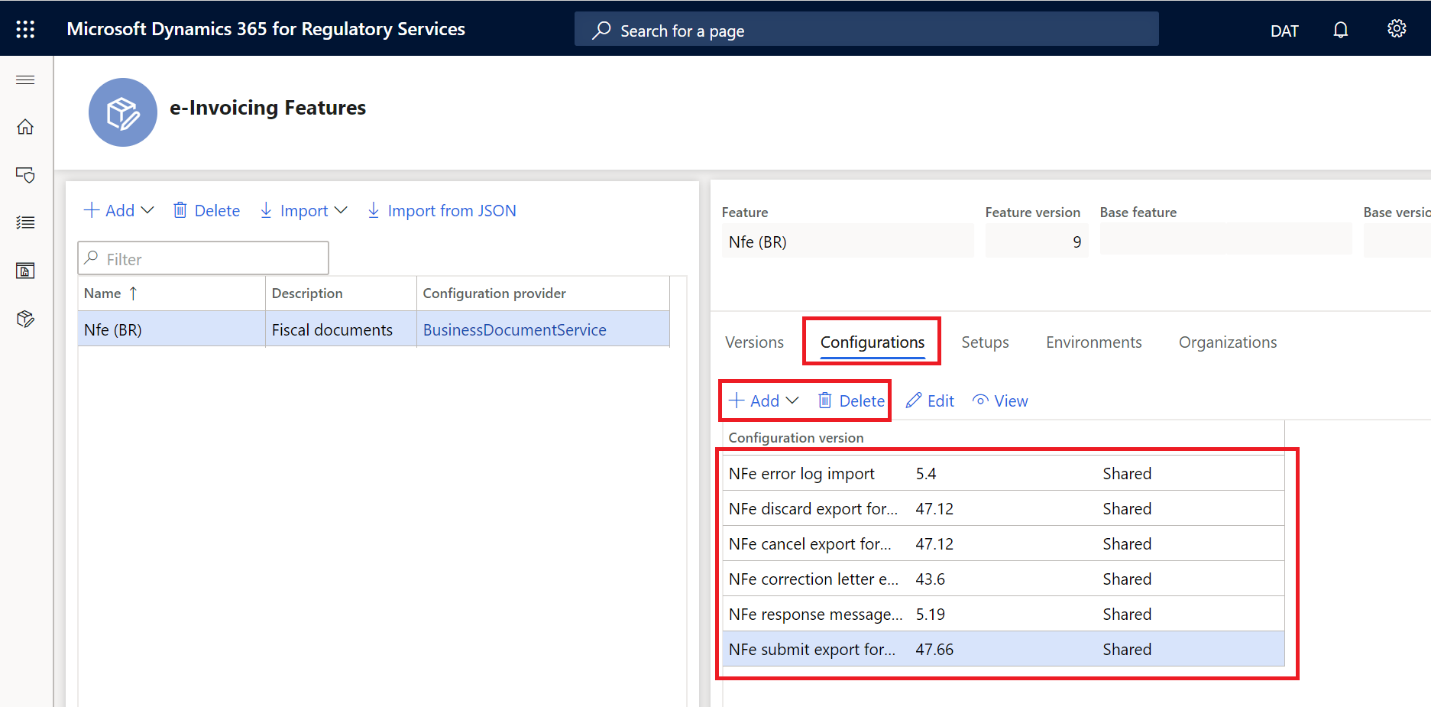 Microsoft Dynamics 365 for Regulatory Services
Search for a page
DAT
e-Invoicing Features
Add Delete Import Import from JSON
Filter
Name Description Configuration provider
Nfe (BR) Fiscal documents BusinessDocumentService
Feature Feature version Base feature Base versio
Nfe (BR) 9
Versions Configurations Setups Environments Organizations
Add Delete Edit View
Configuration version
NFe error log import 5.4 Shared
NFe discard export for... 47.12 Shared
NFe cancel export for... 47.12 Shared
NFe correction letter e... 43.6 Shared
NFe response message... 5.19 Shared
NFe submit export for... 47.66 Shared